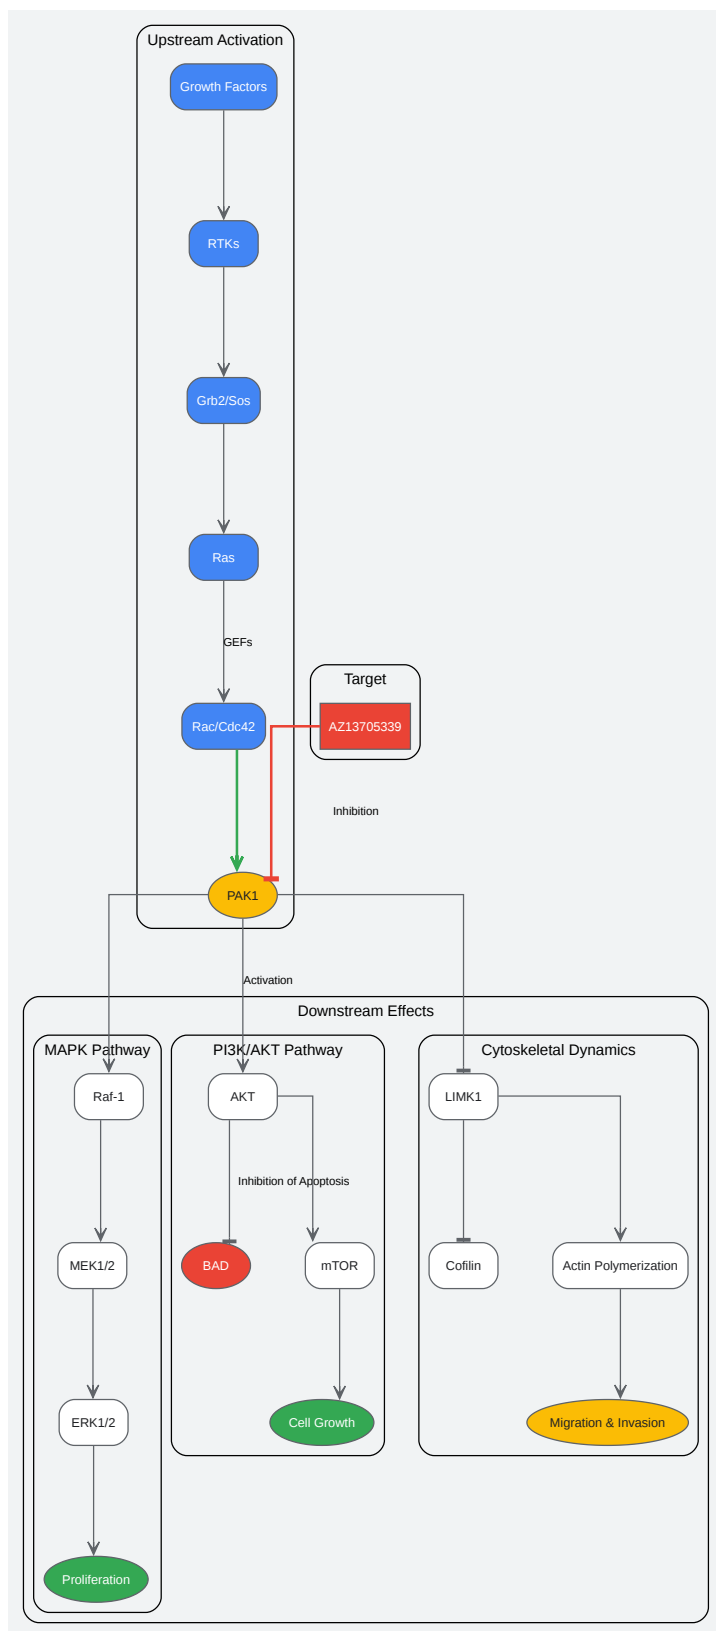 Upstream Activation
Growth Factors
RTKs
Grb2/Sos
Ras
GEFs
Target
Rac/Cdc42
AZ13705339
Inhibition
PAK1
Activation
Downstream Effects
MAPK Pathway
PI3K/AKT Pathway
Cytoskeletal Dynamics
Raf-1
AKT
LIMK1
Inhibition of Apoptosis
MEK1/2
BAD
mTOR
Cofilin
Actin Polymerization
ERK1/2
Cell Growth
Migration & Invasion
Proliferation